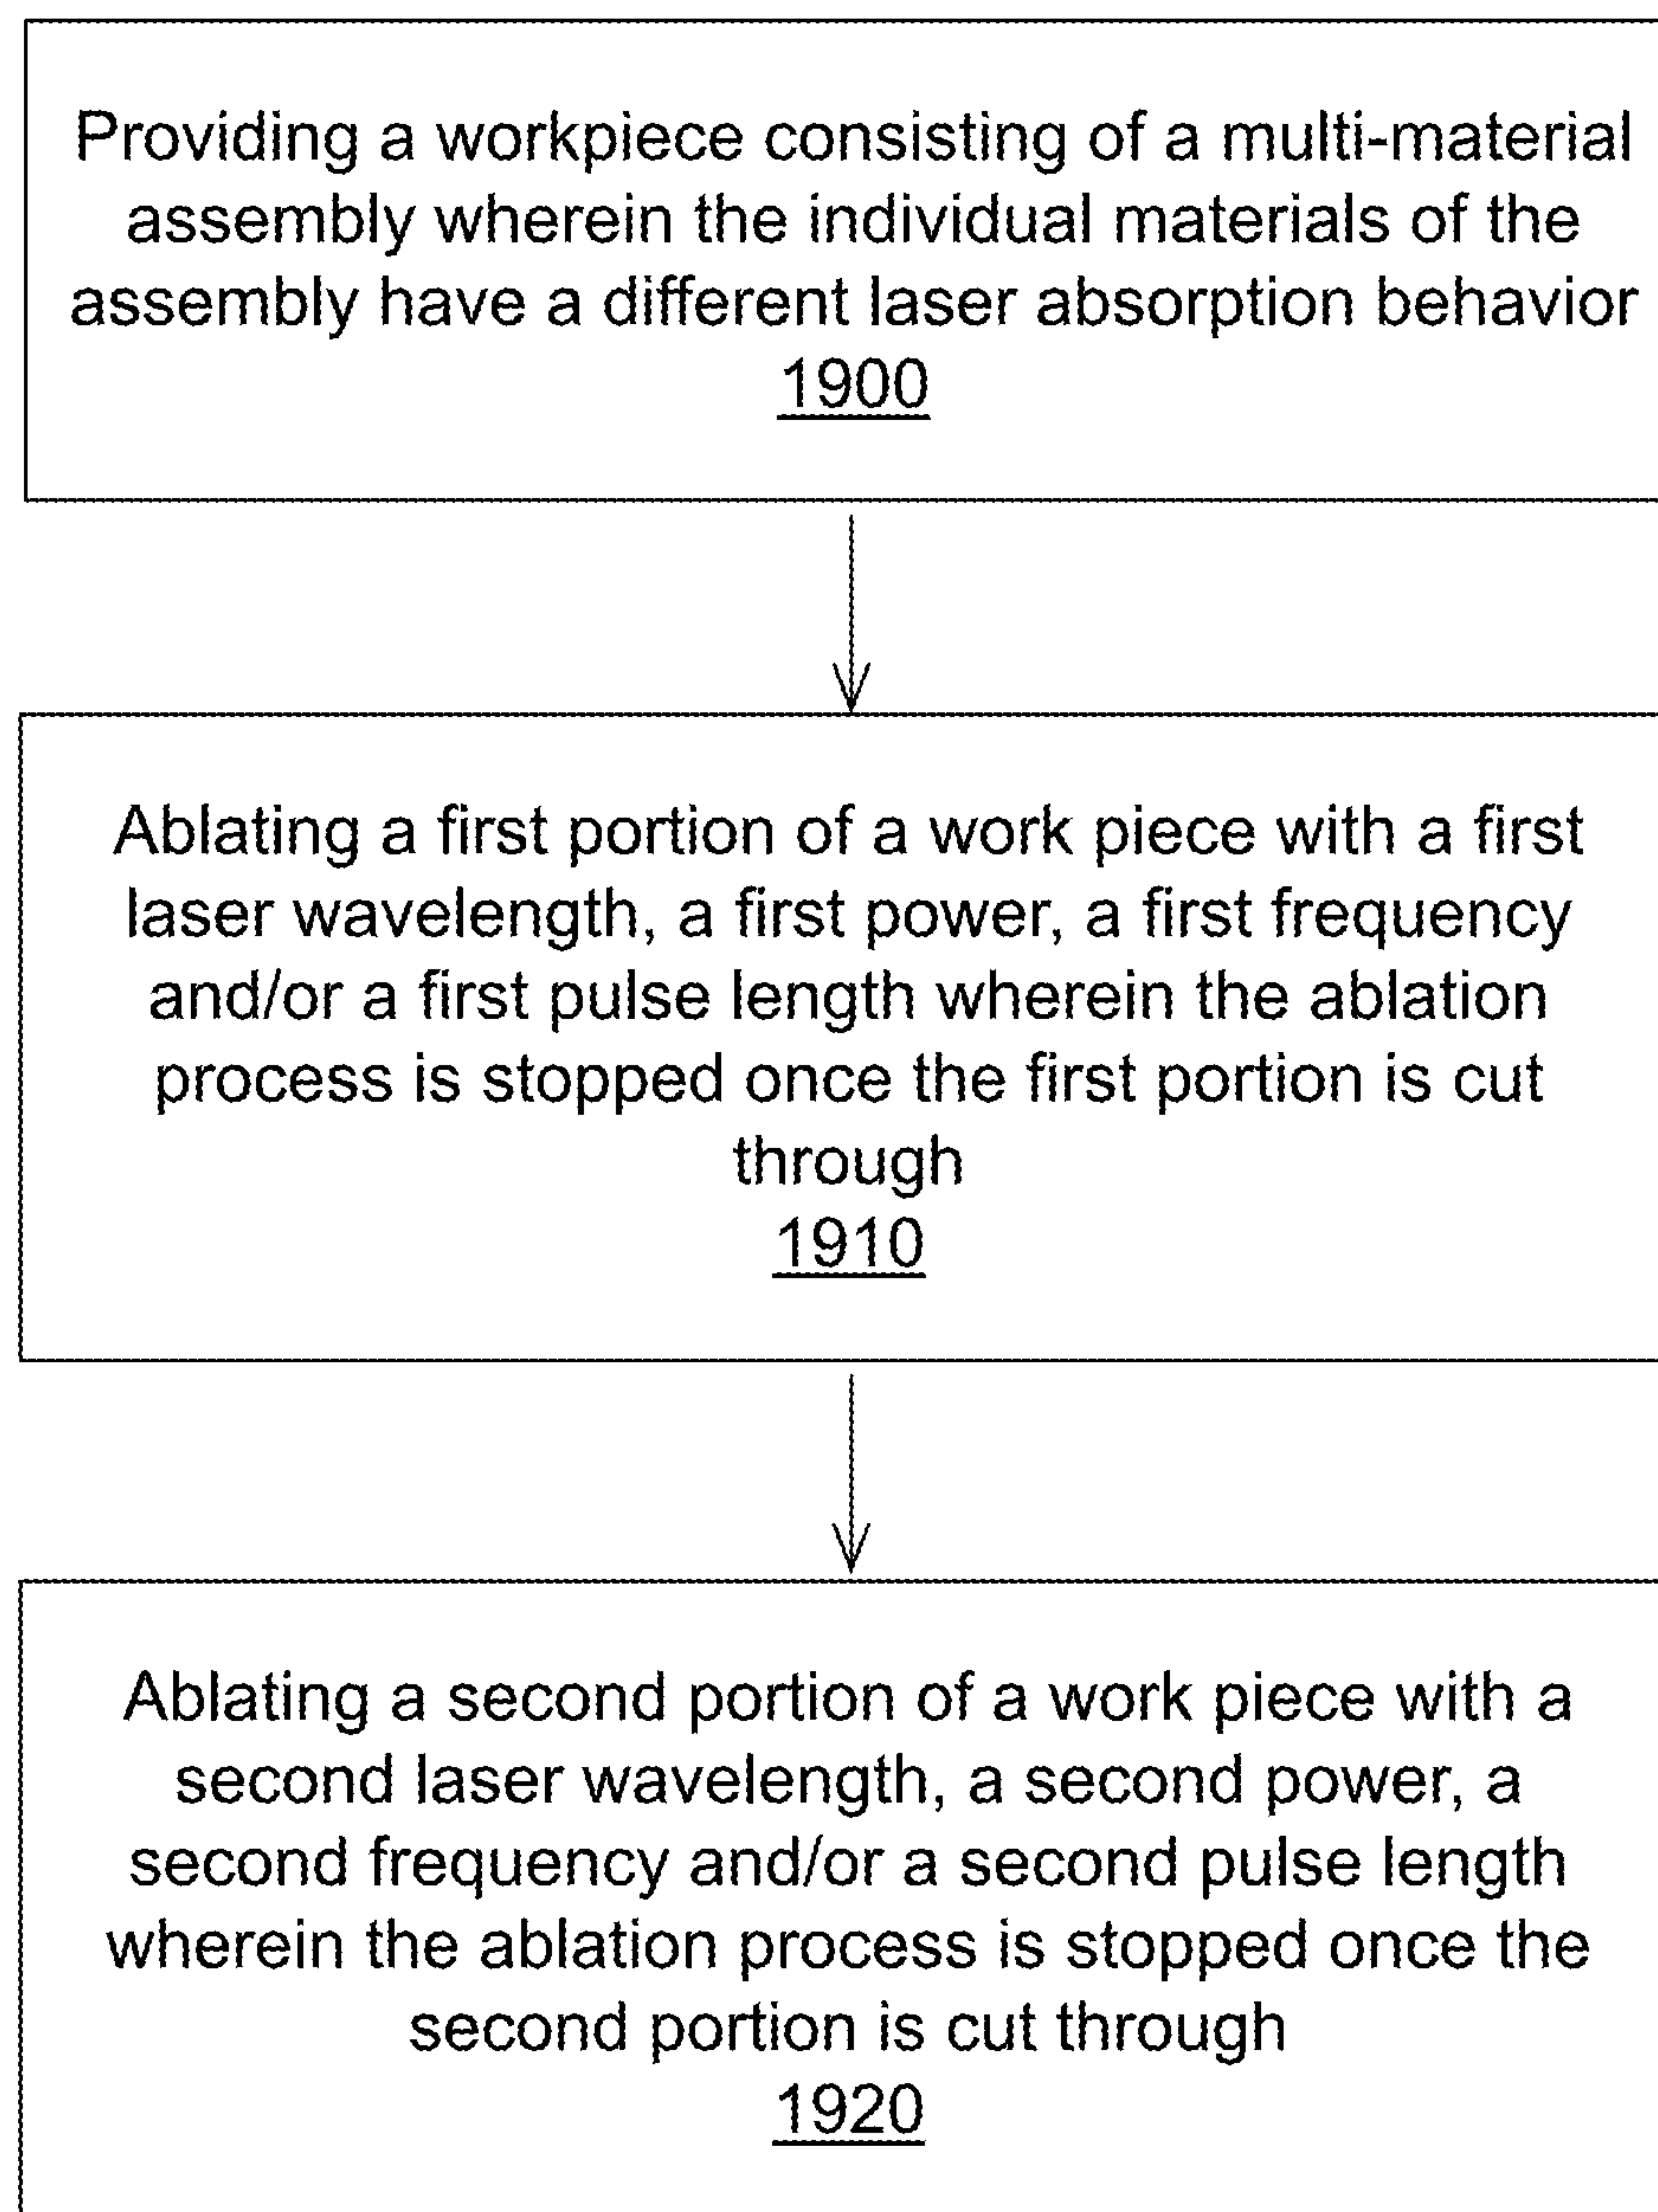 Providing a workpiece consisting of a multi-material
assembly wherein the individual materials of the
assembly have a different laser absorption behavior
1900
Ablating a first portion of a work piece with a first
laser wavelength, a first power, a first frequency
and/or a first pulse length wherein the ablation
process is stopped once the first portion is cut
through
1910
Ablating a second portion of a work piece with a
second laser wavelength, a second power, a
second frequency and/or a second pulse length
wherein the ablation process is stopped once the
second portion is cut through
1920